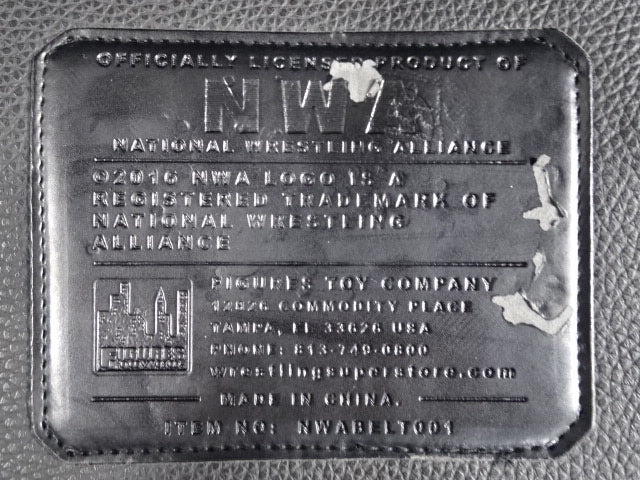 OFFICIALLY LICENSED PRODUCT OF
NWA
NATIONAL WRESTLING ALLIANCE
©2016 NWA LOGO IS A
REGISTERED TRADEMARK OF
NATIONAL WRESTLING
ALLIANCE
FIGURES TOY COMPANY
12826 COMMODITY PLACE
TAMPA, FL 33626 USA
PHONE: 813-749-0800
wrestlingsuperstore.com
FIGURES
MADE IN CHINA.
ITEM NO: NWABELT001